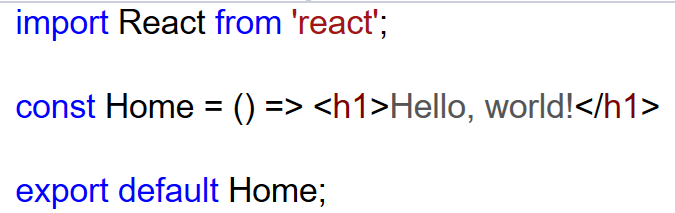 import React from 'react';
const Home = () => <h1>Hello, world!</h1>
export default Home;